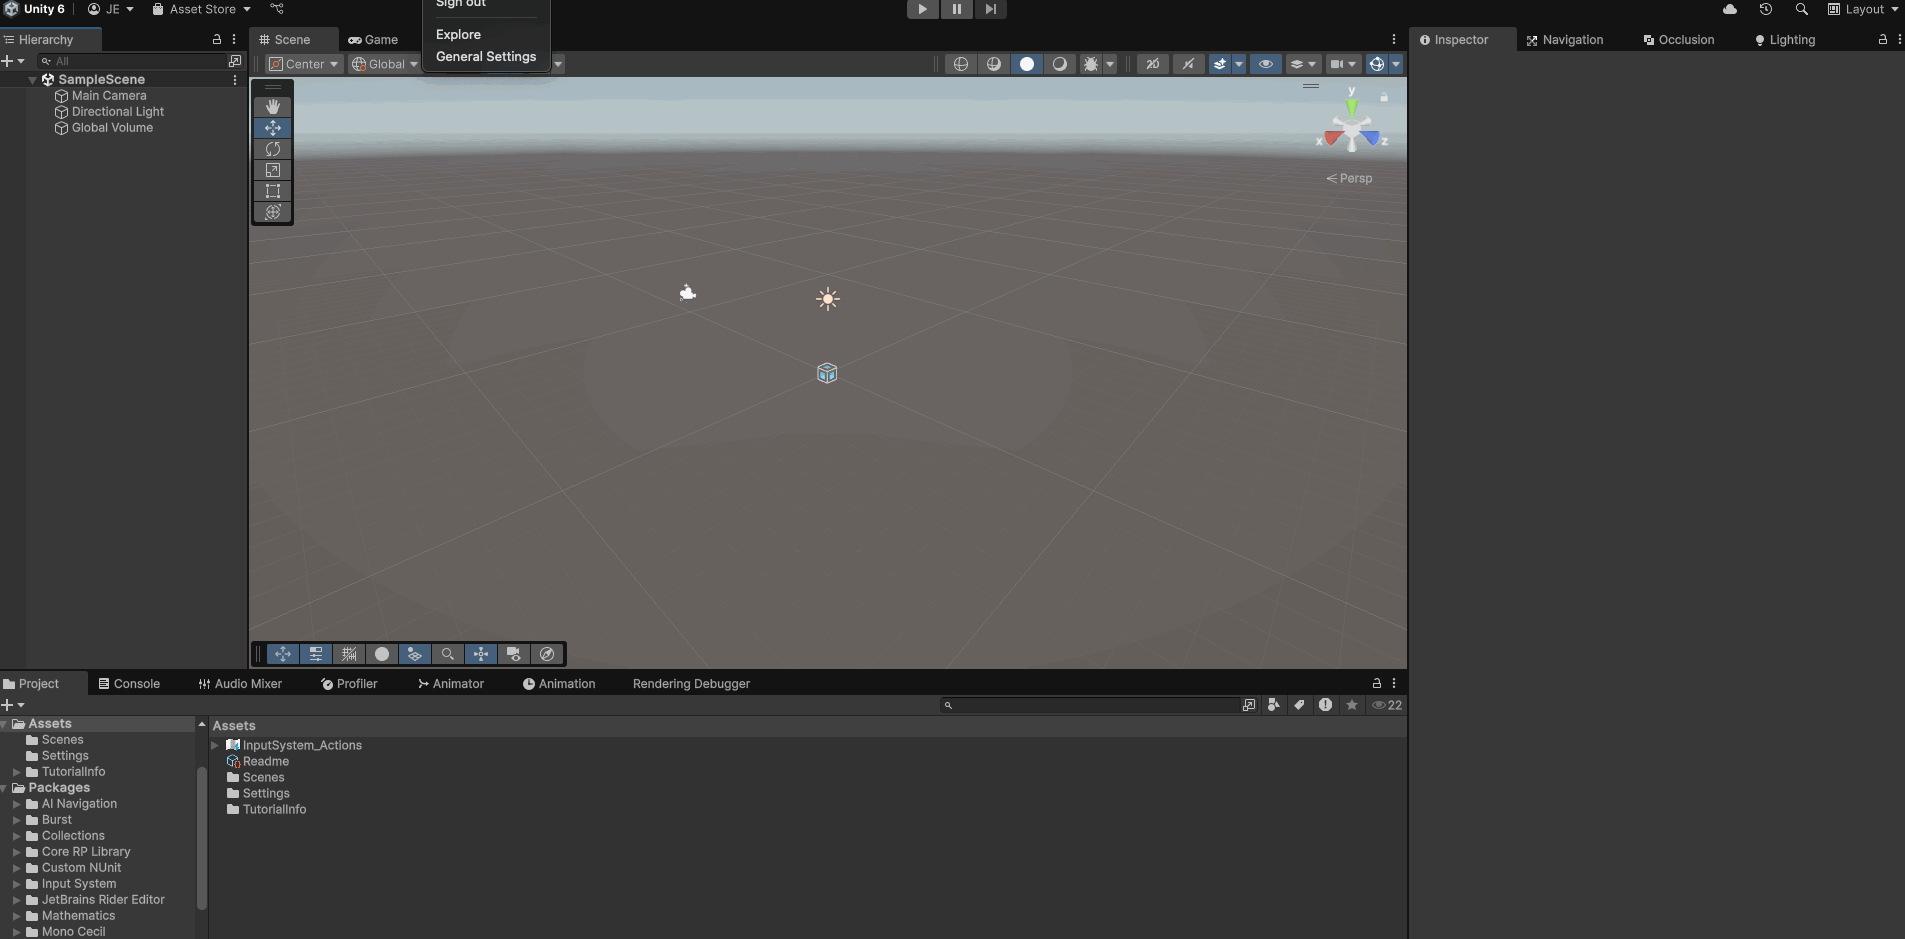 Unity 6
JE
Asset Store
Sign out
Explore
General Settings
Layout
Hierarchy
Scene
Game
Inspector
Navigation
Occlusion
Lighting
All
Center
Global
2D
SampleScene
Main Camera
Directional Light
Global Volume
y
x
z
Persp
Project
Console
Audio Mixer
Profiler
Animator
Animation
Rendering Debugger
22
Assets
Scenes
Settings
TutorialInfo
Packages
AI Navigation
Burst
Collections
Core RP Library
Custom NUnit
Input System
JetBrains Rider Editor
Mathematics
Mono Cecil
Assets
InputSystem_Actions
Readme
Scenes
Settings
TutorialInfo